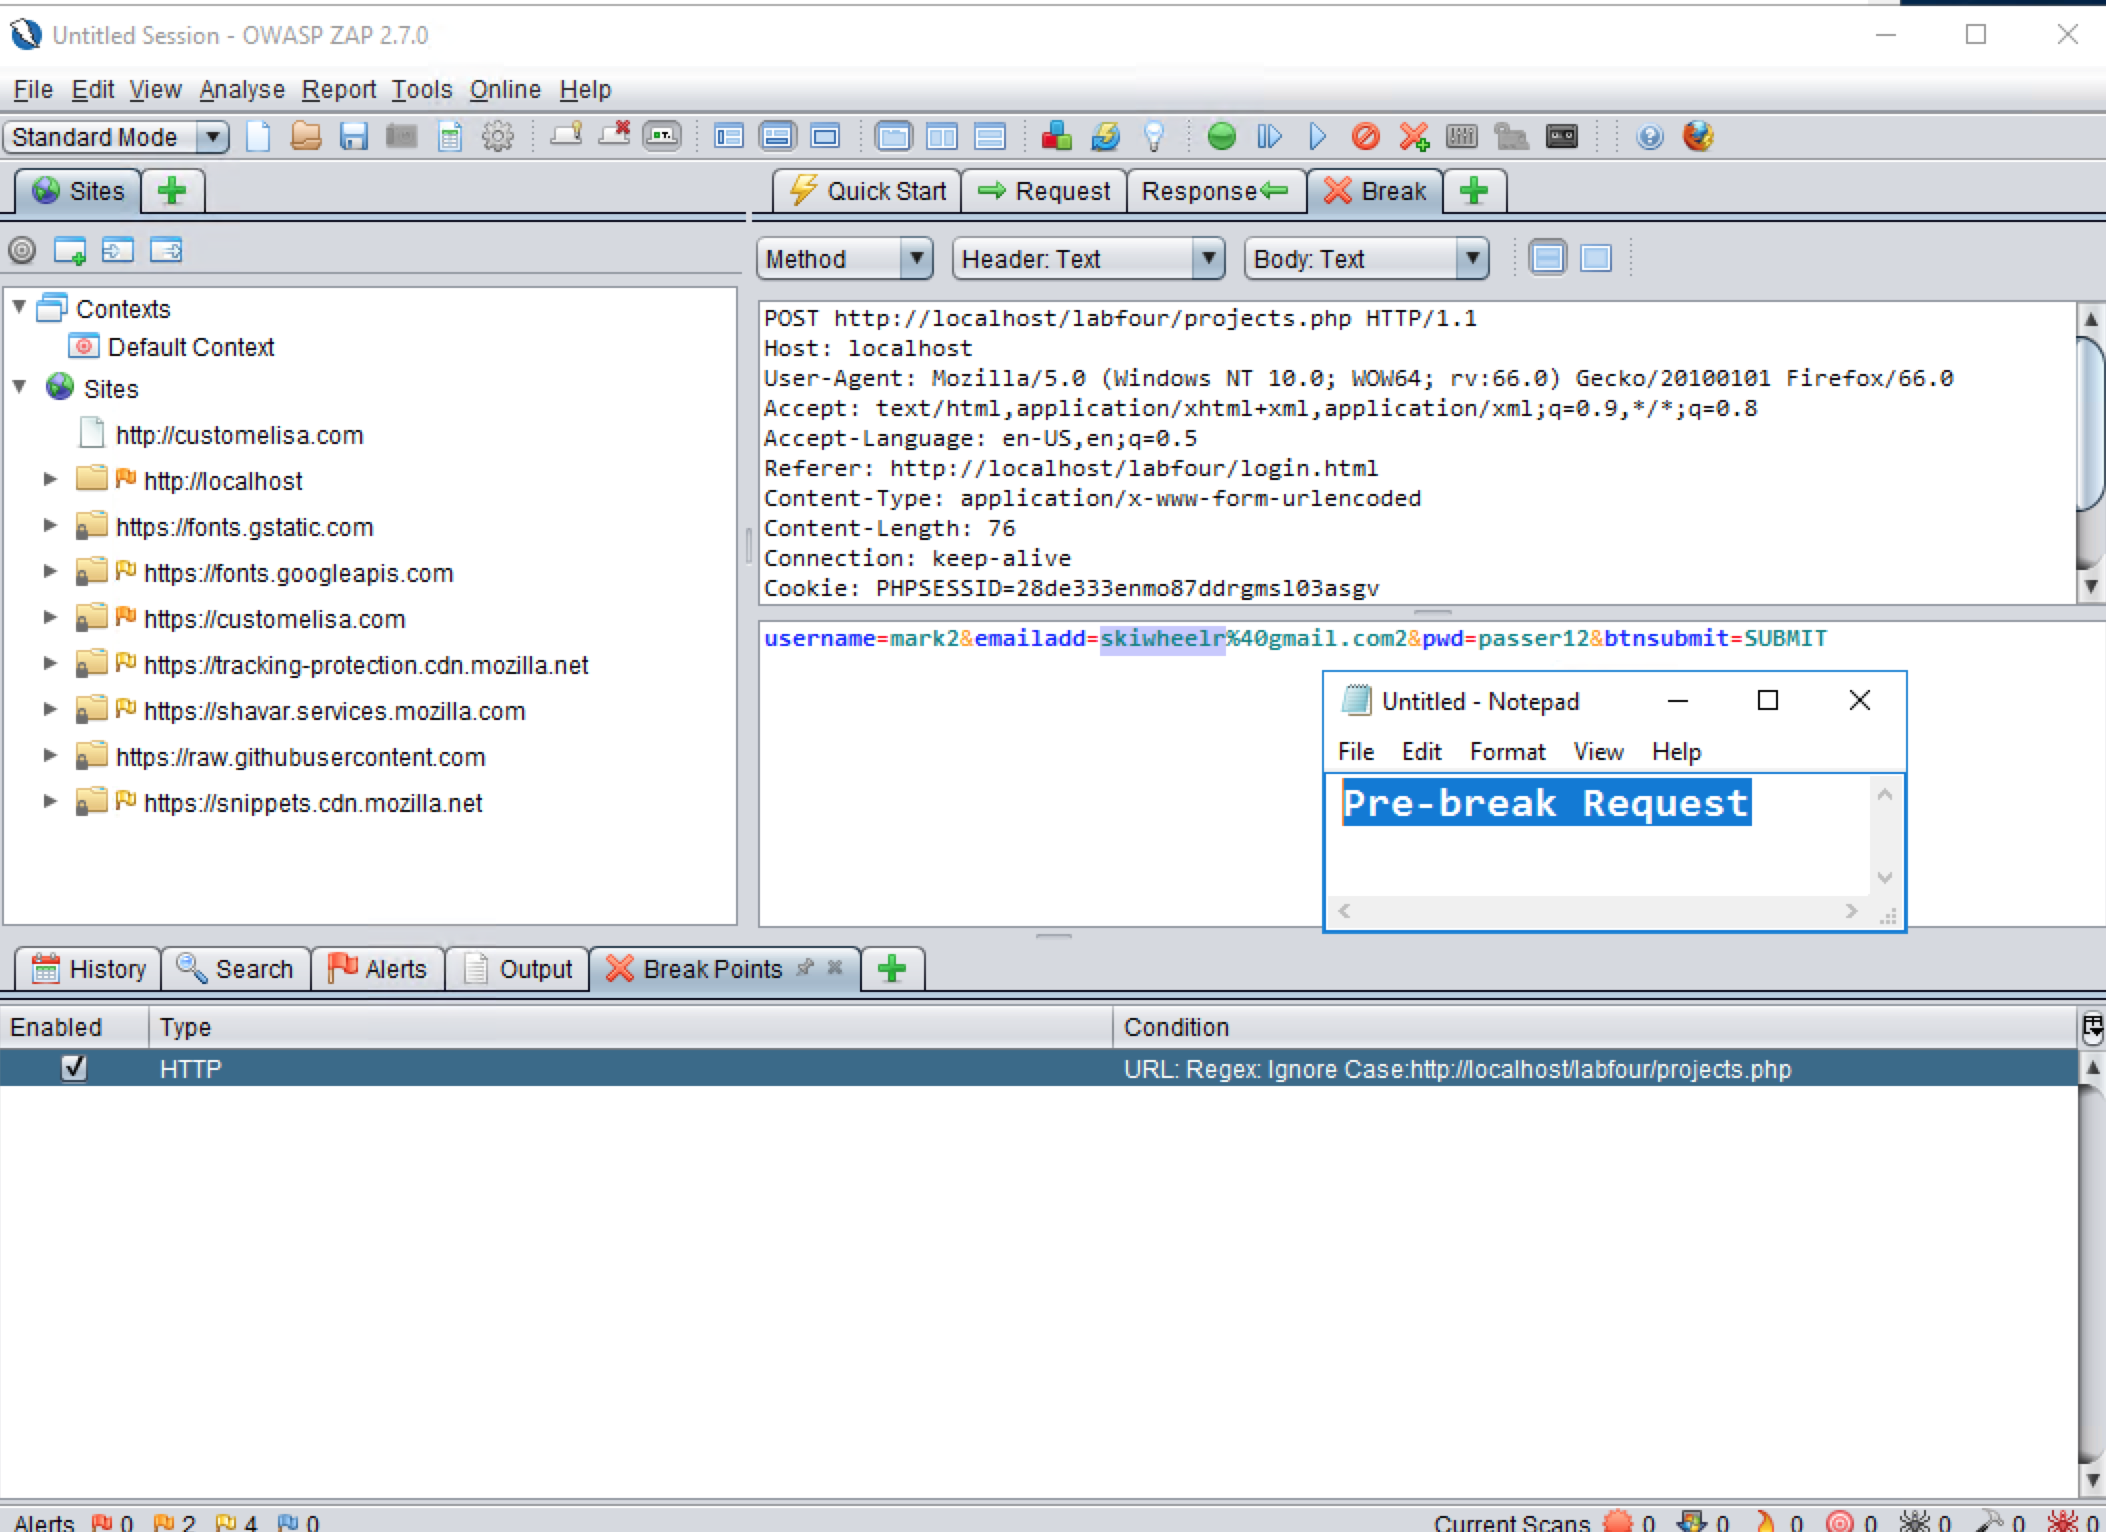 Untitled Session - OWASP ZAP 2.7.0
File Edit View Analyse Report Tools Online Help
Standard Mode
Sites
Quick Start
Request
Response
Break
Method
Header: Text
Body: Text
Contexts
Default Context
Sites
http://customelisa.com
http://localhost
https://fonts.gstatic.com
https://fonts.googleapis.com
https://customelisa.com
https://tracking-protection.cdn.mozilla.net
https://shavar.services.mozilla.com
https://raw.githubusercontent.com
https://snippets.cdn.mozilla.net
POST http://localhost/labfour/projects.php HTTP/1.1
Host: localhost
User-Agent: Mozilla/5.0 (Windows NT 10.0; WOW64; rv:66.0) Gecko/20100101 Firefox/66.0
Accept: text/html,application/xhtml+xml,application/xml;q=0.9,*/*;q=0.8
Accept-Language: en-US,en;q=0.5
Referer: http://localhost/labfour/login.html
Content-Type: application/x-www-form-urlencoded
Content-Length: 76
Connection: keep-alive
Cookie: PHPSESSID=28de333enmo87ddrgmsl03asgv
username=mark2&emailadd=skiwheelr%40gmail.com2&pwd=passer12&btnsubmit=SUBMIT
Untitled - Notepad
File Edit Format View Help
Pre-break Request
History
Search
Alerts
Output
Break Points
Enabled Type Condition
HTTP URL: Regex: Ignore Case:http://localhost/labfour/projects.php
Alerts 0 2 4 0 Current Scans 0 0 0 0 0 0 0